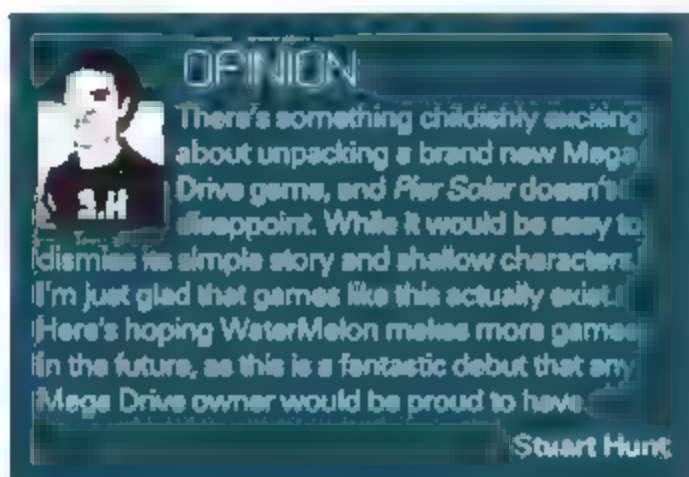 OPINION
There's something childishly exciting
about unpacking a brand new Mega
Drive game, and Pier Solar doesn't
disappoint. While it would be easy to
dismiss its simple story and shallow characters,
I'm just glad that games like this actually exist.
Here's hoping WaterMelon makes more games
in the future, as this is a fantastic debut that any
Mega Drive owner would be proud to have.
S.H
Stuart Hunt